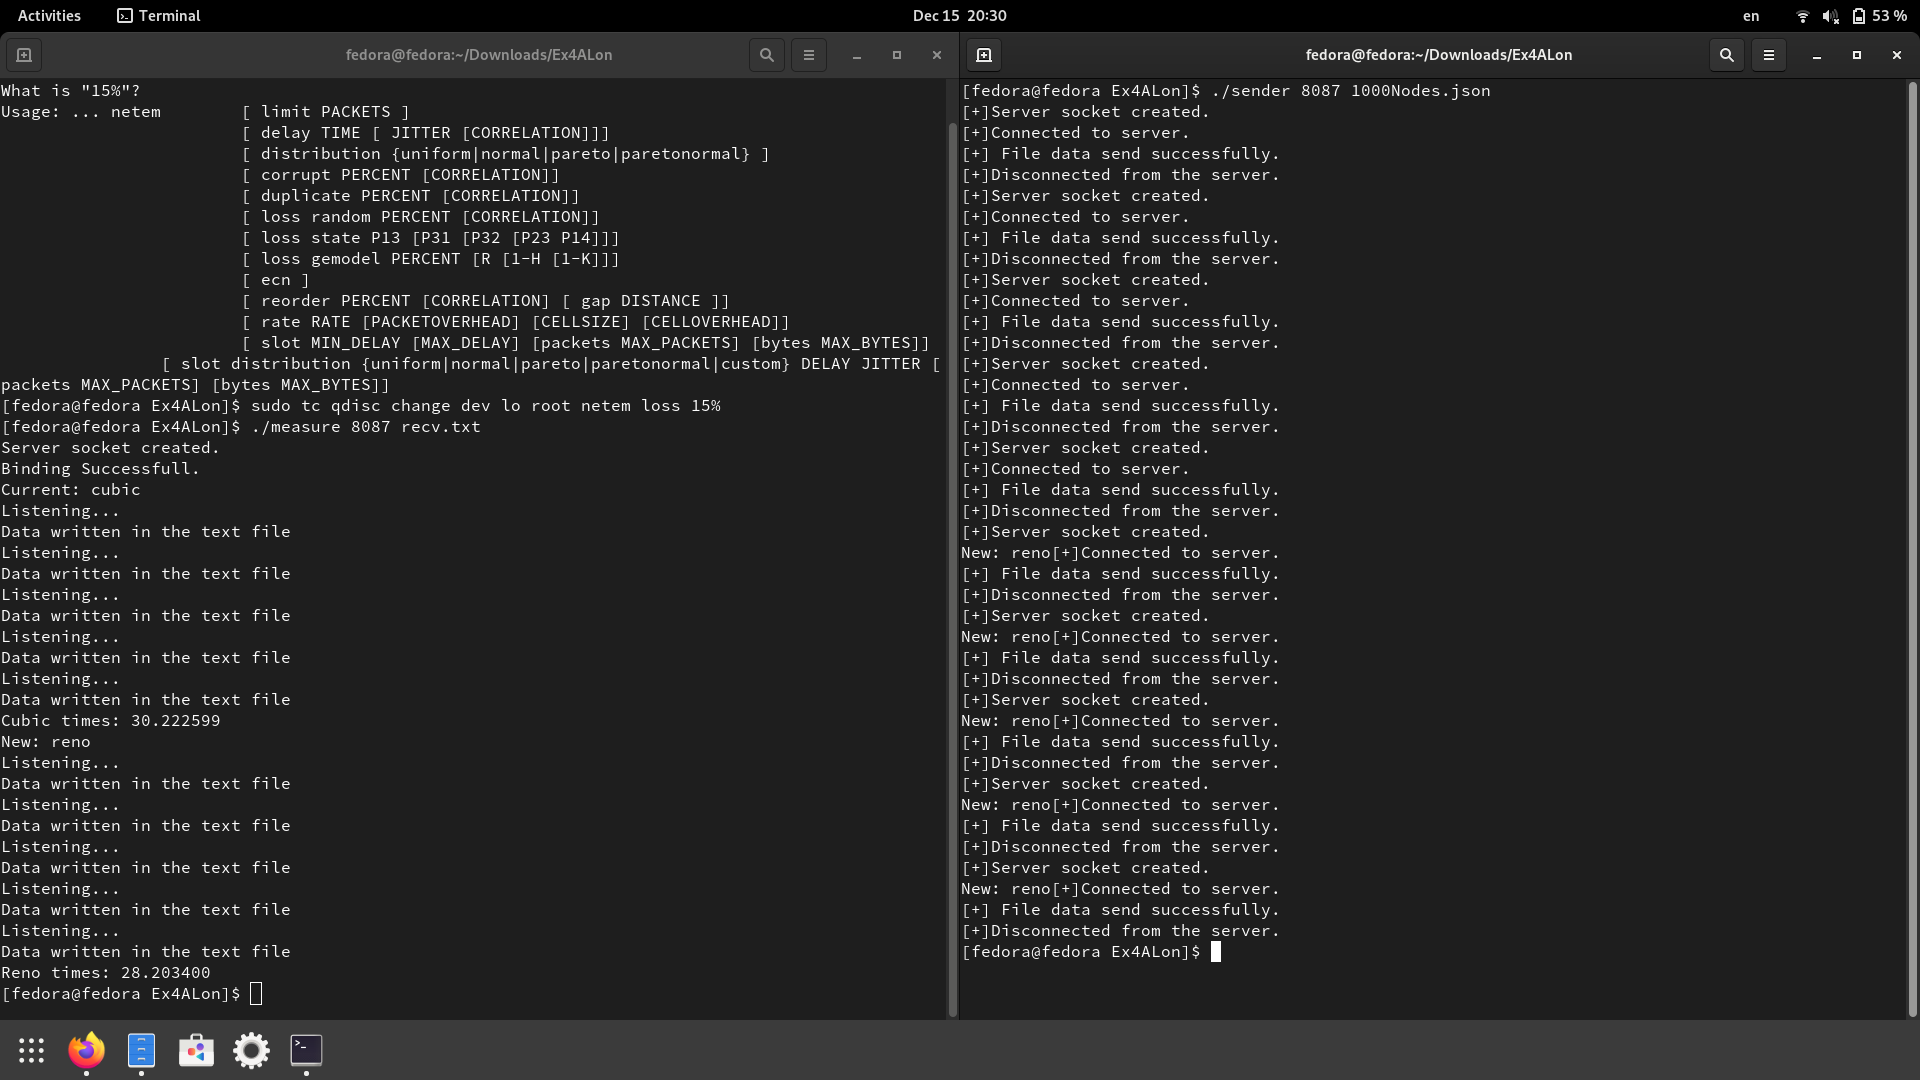 Activities
Terminal
Dec 15 20:30
en
53 %
fedora@fedora:~/Downloads/Ex4ALon
What is "15%"?
Usage: ... netem [ limit PACKETS ]
[ delay TIME [ JITTER [CORRELATION]]]
[ distribution {uniform|normal|pareto|paretonormal} ]
[ corrupt PERCENT [CORRELATION]]
[ duplicate PERCENT [CORRELATION]]
[ loss random PERCENT [CORRELATION]]
[ loss state P13 [P31 [P32 [P23 P14]]]
[ loss gemodel PERCENT [R [1-H [1-K]]]
[ ecn ]
[ reorder PERCENT [CORRELATION] [ gap DISTANCE ]]
[ rate RATE [PACKETOVERHEAD] [CELLSIZE] [CELLOVERHEAD]]
[ slot MIN_DELAY [MAX_DELAY] [packets MAX_PACKETS] [bytes MAX_BYTES]]
[ slot distribution {uniform|normal|pareto|paretonormal|custom} DELAY JITTER [
packets MAX_PACKETS] [bytes MAX_BYTES]]
[fedora@fedora Ex4ALon]$ sudo tc qdisc change dev lo root netem loss 15%
[fedora@fedora Ex4ALon]$ ./measure 8087 recv.txt
Server socket created.
Binding Successfull.
Current: cubic
Listening...
Data written in the text file
Listening...
Data written in the text file
Listening...
Data written in the text file
Listening...
Data written in the text file
Listening...
Data written in the text file
Cubic times: 30.222599
New: reno
Listening...
Data written in the text file
Listening...
Data written in the text file
Listening...
Data written in the text file
Listening...
Data written in the text file
Listening...
Data written in the text file
Reno times: 28.203400
[fedora@fedora Ex4ALon]$
fedora@fedora:~/Downloads/Ex4ALon
[fedora@fedora Ex4ALon]$ ./sender 8087 1000Nodes.json
[+]Server socket created.
[+]Connected to server.
[+] File data send successfully.
[+]Disconnected from the server.
[+]Server socket created.
[+]Connected to server.
[+] File data send successfully.
[+]Disconnected from the server.
[+]Server socket created.
[+]Connected to server.
[+] File data send successfully.
[+]Disconnected from the server.
[+]Server socket created.
[+]Connected to server.
[+] File data send successfully.
[+]Disconnected from the server.
[+]Server socket created.
[+]Connected to server.
[+] File data send successfully.
[+]Disconnected from the server.
[+]Server socket created.
New: reno[+]Connected to server.
[+] File data send successfully.
[+]Disconnected from the server.
[+]Server socket created.
New: reno[+]Connected to server.
[+] File data send successfully.
[+]Disconnected from the server.
[+]Server socket created.
New: reno[+]Connected to server.
[+] File data send successfully.
[+]Disconnected from the server.
[+]Server socket created.
New: reno[+]Connected to server.
[+] File data send successfully.
[+]Disconnected from the server.
[+]Server socket created.
New: reno[+]Connected to server.
[+] File data send successfully.
[+]Disconnected from the server.
[fedora@fedora Ex4ALon]$